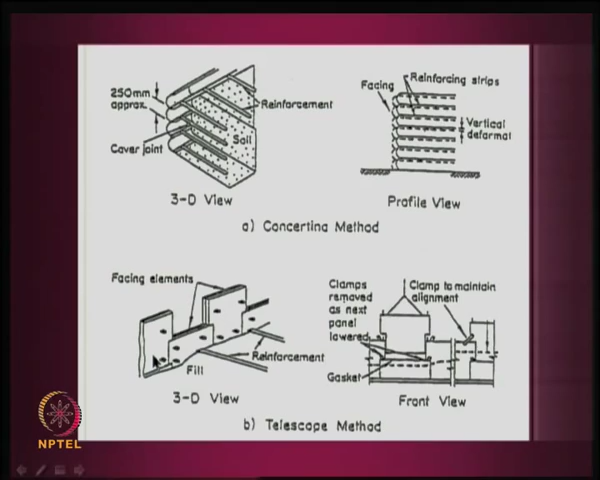 250mm
approx.
Cover joint
Reinforcement
Soil
3-D View
Facing
Reinforcing strips
Vertical
deformat
Profile View
a) Concertina Method
Facing elements
Reinforcement
Fill
3-D View
Clamps
removed
as next
panel
lowered
Clamp to maintain
alignment
Gasket
Front View
b) Telescope Method
NPTEL